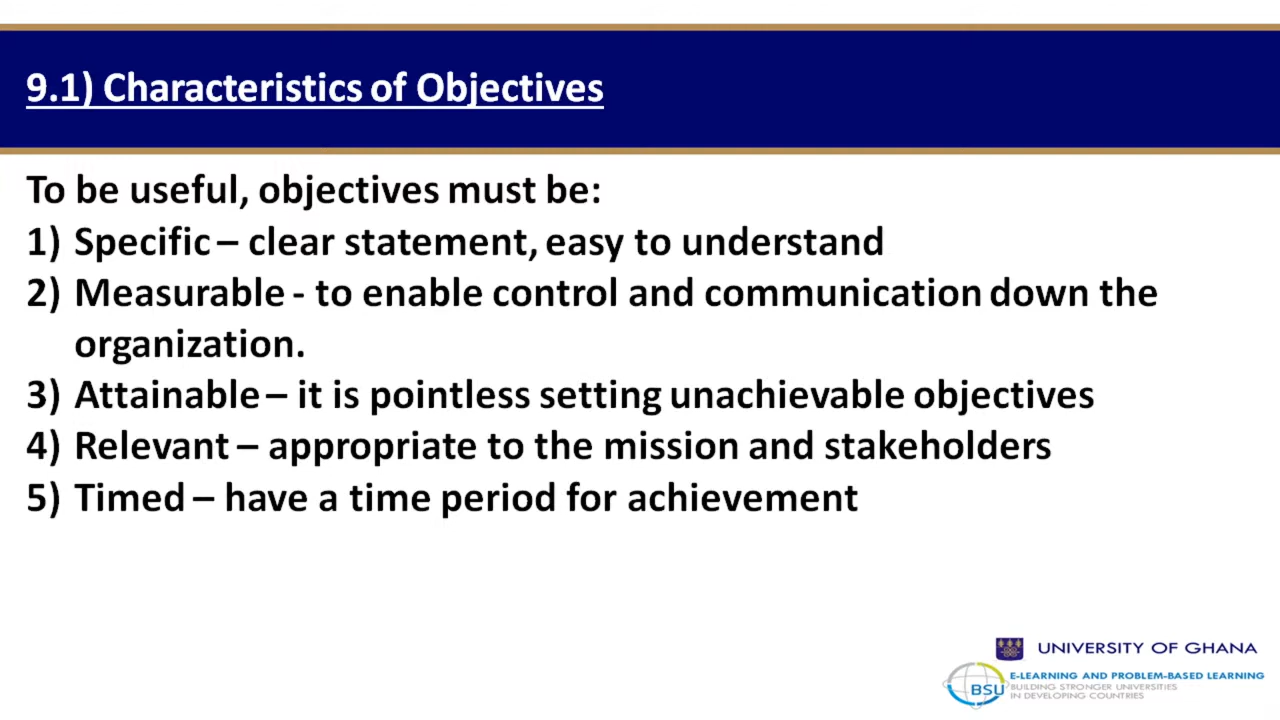 9.1) Characteristics of Objectives
To be useful, objectives must be:
1) Specific – clear statement, easy to understand
2) Measurable - to enable control and communication down the
organization.
3) Attainable – it is pointless setting unachievable objectives
4) Relevant – appropriate to the mission and stakeholders
5) Timed – have a time period for achievement
UNIVERSITY OF GHANA
BSU
E-LEARNING AND PROBLEM-BASED LEARNING
BUILDING STRONGER UNIVERSITIES
IN DEVELOPING COUNTRIES